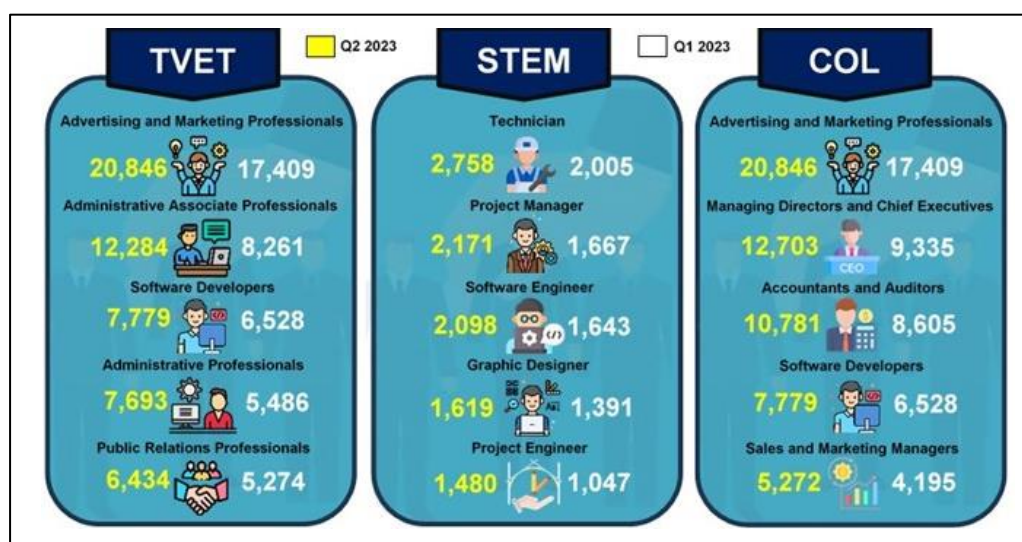 TVET
Q2 2023
STEM
Q1 2023
COL
Advertising and Marketing Professionals
20,846 17,409
Administrative Associate Professionals
12,284 8,261
Software Developers
7,779 6,528
Administrative Professionals
7,693 5,486
Public Relations Professionals
6,434 5,274
Technician
2,758 2,005
Project Manager
2,171 1,667
Software Engineer
2,098 1,643
Graphic Designer
1,619 1,391
Project Engineer
1,480 1,047
Advertising and Marketing Professionals
20,846 17,409
Managing Directors and Chief Executives
12,703 CEO 9,335
Accountants and Auditors
10,781 8,605
Software Developers
7,779 6,528
Sales and Marketing Managers
5,272 4,195